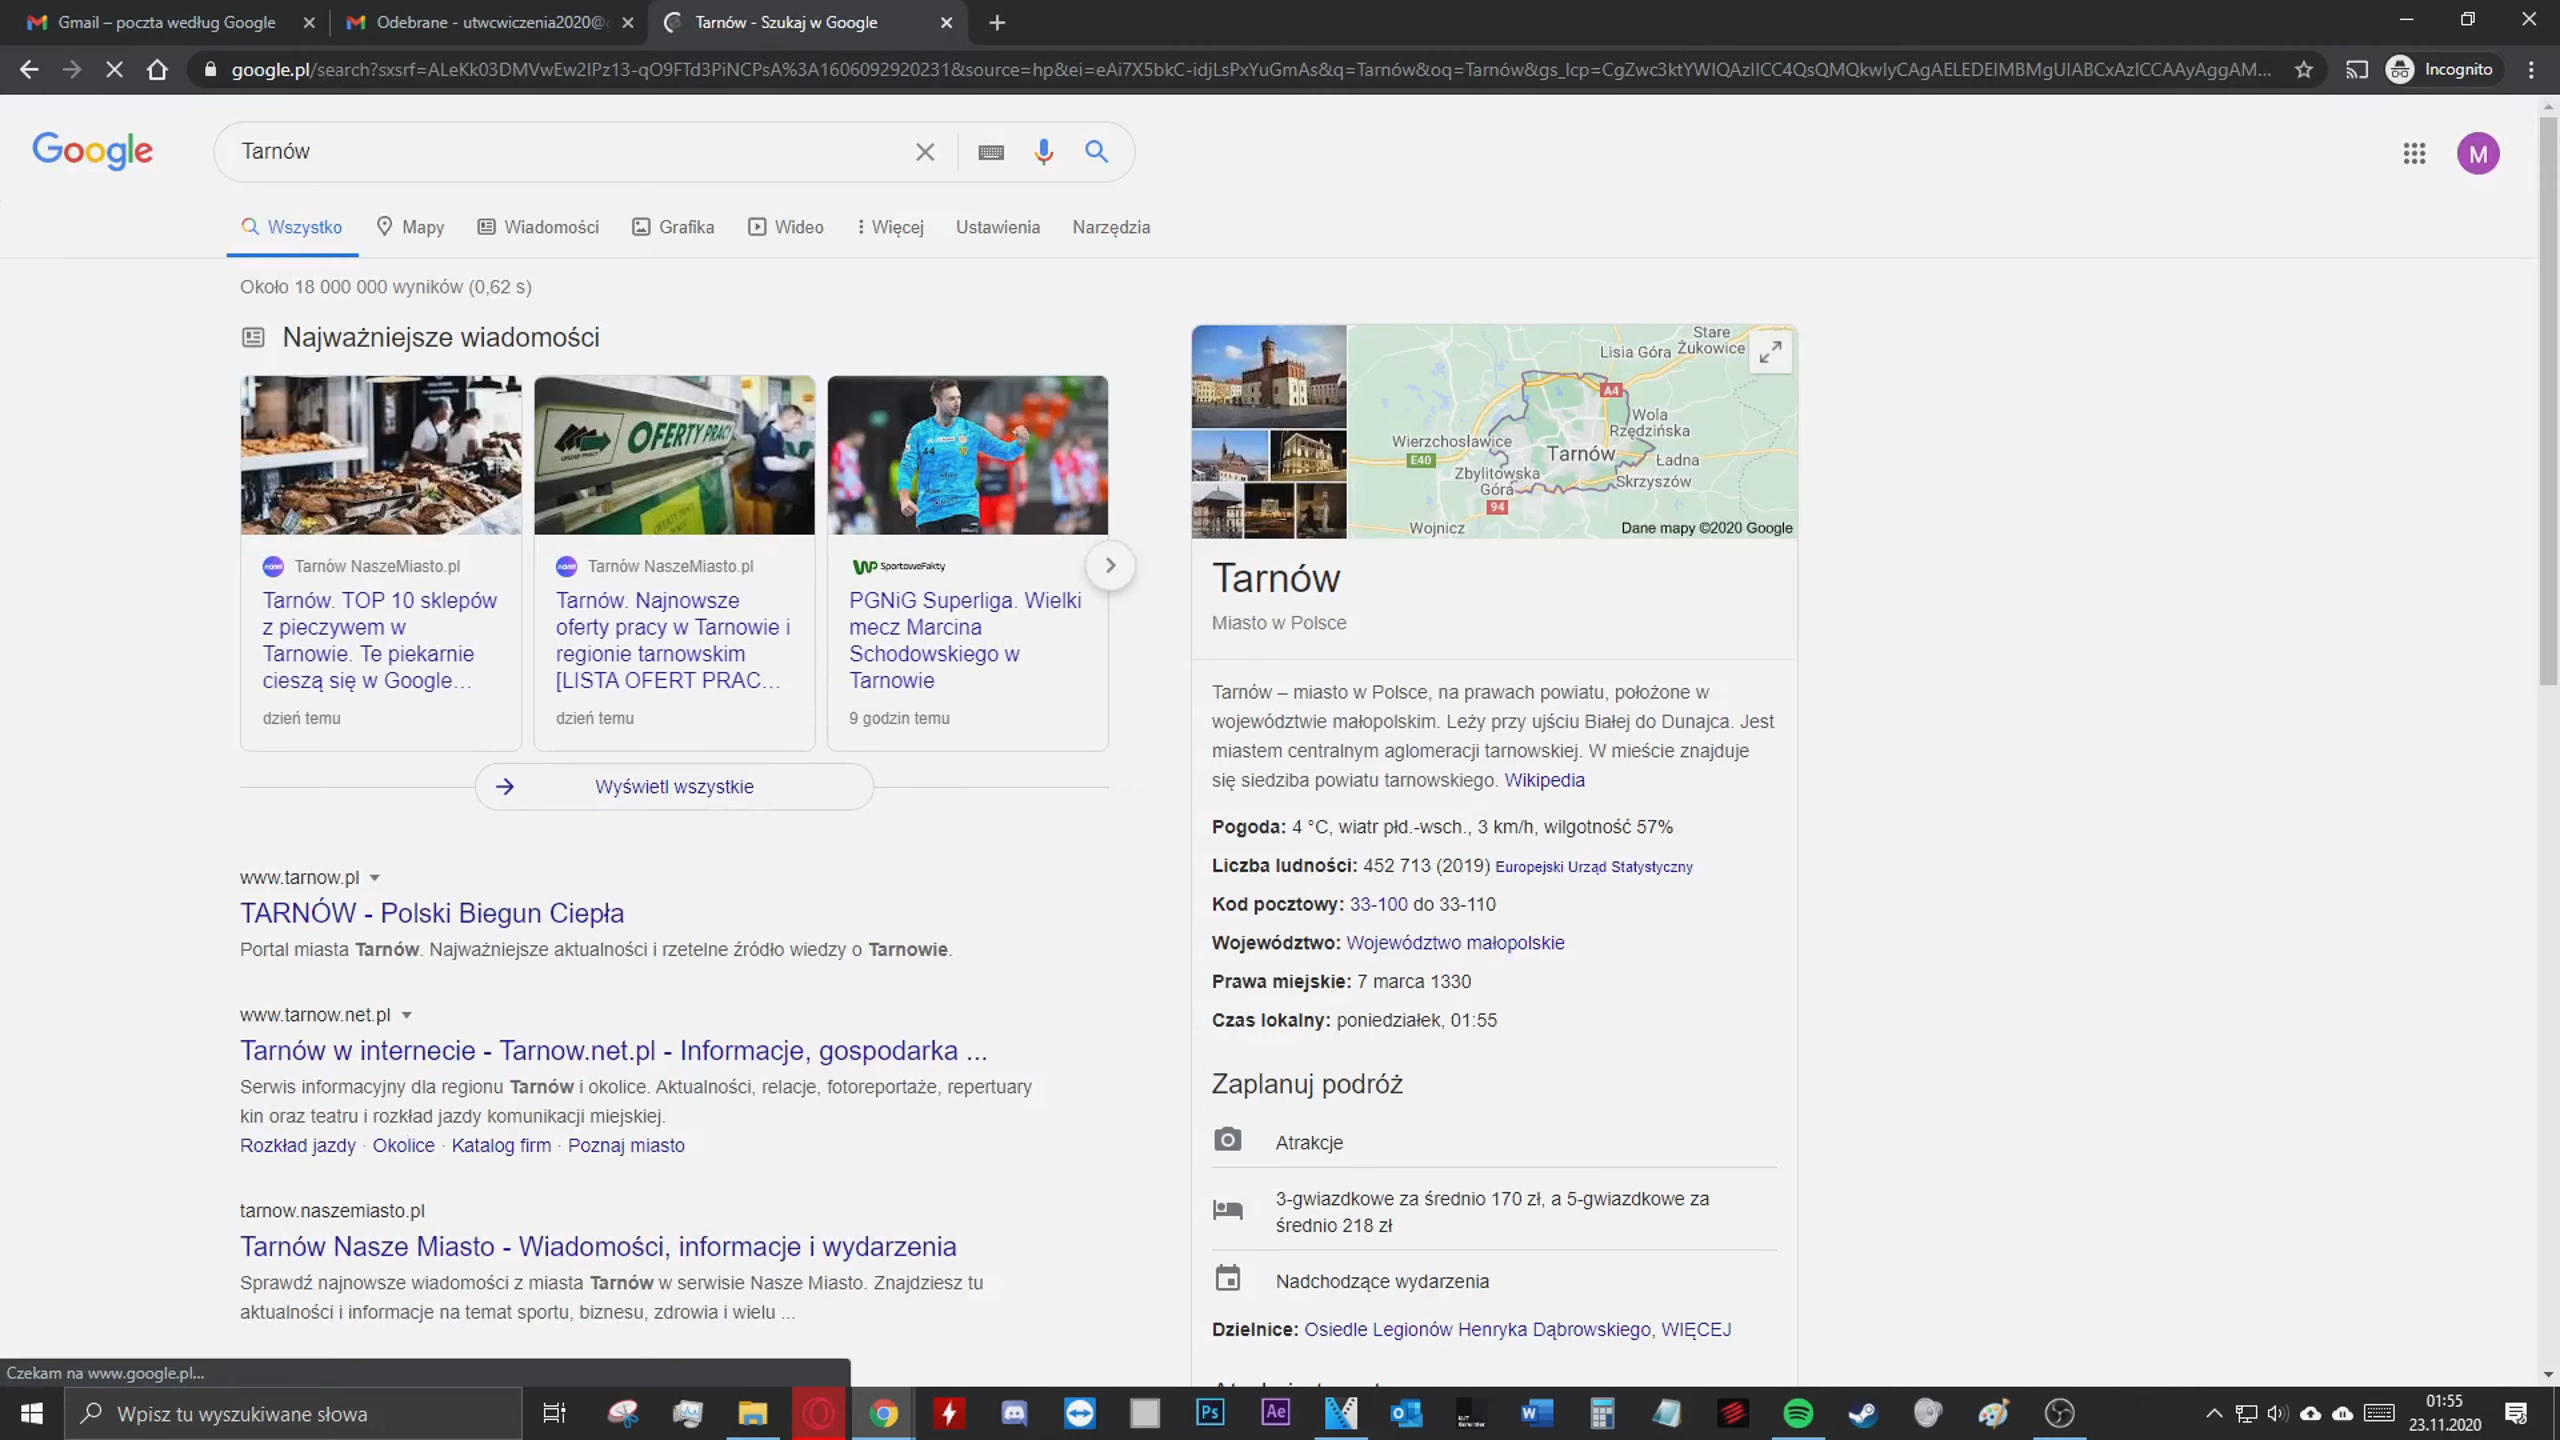 Gmail – poczta według Google
Odebrane - utwcwiczenia2020@g
Tarnów - Szukaj w Google
google.pl/search?sxsrf=ALeKk03DMVwEw2IPz13-qO9FTd3PiNCPsA%3A1606092920231&source=hp&ei=eAi7X5bkC-idjLsPxYuGmAs&q=Tarnów&oq=Tarnów&gs_lcp=CgZwc3ktYWIQAzIICC4QsQMQkwIyCAgAELEDEIMBMgUIABCxAzICCAAyAggAM...
Incognito
Google
Tarnów
M
Wszystko
Mapy
Wiadomości
Grafika
Wideo
Więcej
Ustawienia
Narzędzia
Około 18 000 000 wyników (0,62 s)
Najważniejsze wiadomości
OFERTY PRACY
44
Tarnów NaszeMiasto.pl
Tarnów. TOP 10 sklepów
z pieczywem w
Tarnowie. Te piekarnie
cieszą się w Google...
dzień temu
Tarnów NaszeMiasto.pl
Tarnów. Najnowsze
oferty pracy w Tarnowie i
regionie tarnowskim
[LISTA OFERT PRAC...
dzień temu
WP SportoweFakty
PGNiG Superliga. Wielki
mecz Marcina
Schodowskiego w
Tarnowie
9 godzin temu
Wyświetl wszystkie
www.tarnow.pl
TARNÓW - Polski Biegun Ciepła
Portal miasta Tarnów. Najważniejsze aktualności i rzetelne źródło wiedzy o Tarnowie.
www.tarnow.net.pl
Tarnów w internecie - Tarnow.net.pl - Informacje, gospodarka ...
Serwis informacyjny dla regionu Tarnów i okolice. Aktualności, relacje, fotoreportaże, repertuary
kin oraz teatru i rozkład jazdy komunikacji miejskiej.
Rozkład jazdy · Okolice · Katalog firm · Poznaj miasto
tarnow.naszemiasto.pl
Tarnów Nasze Miasto - Wiadomości, informacje i wydarzenia
Sprawdź najnowsze wiadomości z miasta Tarnów w serwisie Nasze Miasto. Znajdziesz tu
aktualności i informacje na temat sportu, biznesu, zdrowia i wielu ...
Stare
Żukowice
Lisia Góra
A4
Wola
Rzędzińska
Wierzchosławice
E40
Tarnów
Ładna
Zbylitowska
Góra
Skrzyszów
94
Wojnicz
Dane mapy ©2020 Google
Tarnów
Miasto w Polsce
Tarnów – miasto w Polsce, na prawach powiatu, położone w
województwie małopolskim. Leży przy ujściu Białej do Dunajca. Jest
miastem centralnym aglomeracji tarnowskiej. W mieście znajduje
się siedziba powiatu tarnowskiego. Wikipedia
Pogoda: 4 °C, wiatr płd.-wsch., 3 km/h, wilgotność 57%
Liczba ludności: 452 713 (2019) Europejski Urząd Statystyczny
Kod pocztowy: 33-100 do 33-110
Województwo: Województwo małopolskie
Prawa miejskie: 7 marca 1330
Czas lokalny: poniedziałek, 01:55
Zaplanuj podróż
Atrakcje
3-gwiazdkowe za średnio 170 zł, a 5-gwiazdkowe za
średnio 218 zł
Nadchodzące wydarzenia
Dzielnice: Osiedle Legionów Henryka Dąbrowskiego, WIĘCEJ
Czekam na www.google.pl...
Wpisz tu wyszukiwane słowa
Ps
Ae
01:55
23.11.2020